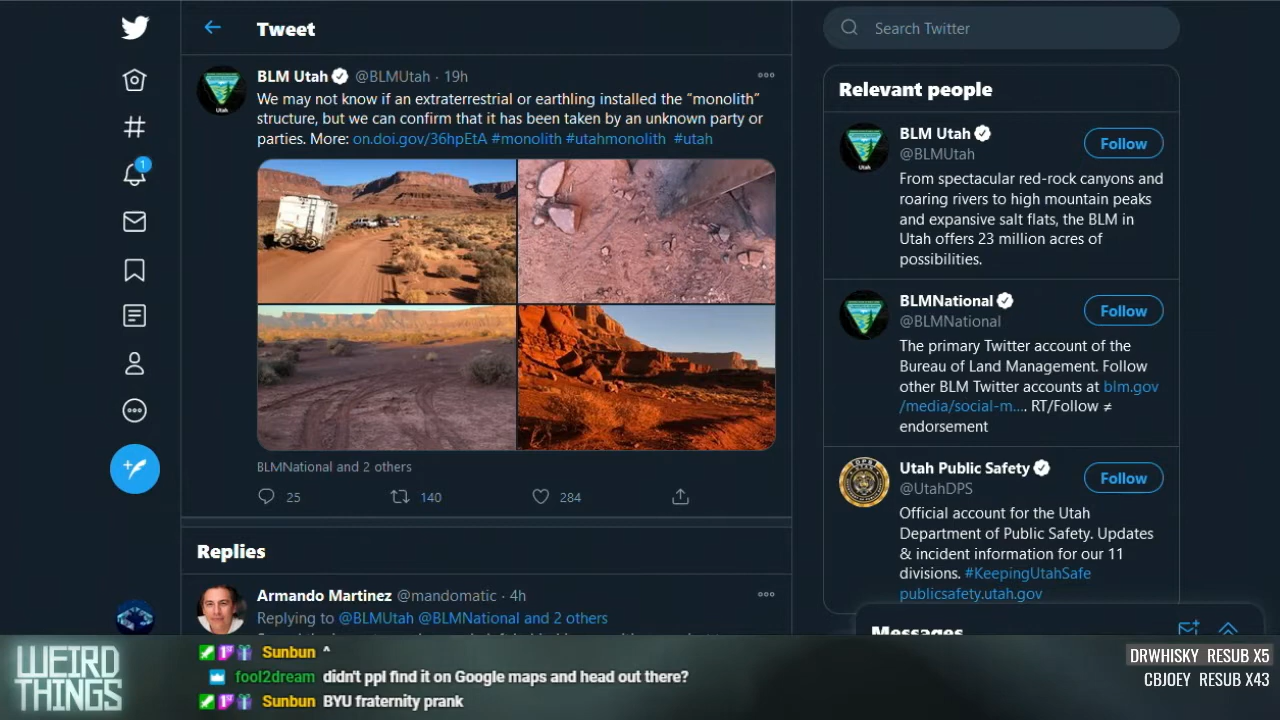 Tweet
Search Twitter
BLM Utah @BLMUtah · 19h
We may not know if an extraterrestrial or earthling installed the “monolith”
structure, but we can confirm that it has been taken by an unknown party or
parties. More: on.doi.gov/36hpEtA #monolith #utahmonolith #utah
BLMNational and 2 others
25 140 284
Replies
Armando Martinez @mandomatic · 4h
Replying to @BLMUtah @BLMNational and 2 others
Relevant people
BLM Utah
@BLMUtah
Follow
From spectacular red-rock canyons and
roaring rivers to high mountain peaks
and expansive salt flats, the BLM in
Utah offers 23 million acres of
possibilities.
BLMNational
@BLMNational
Follow
The primary Twitter account of the
Bureau of Land Management. Follow
other BLM Twitter accounts at blm.gov
/media/social-m.... RT/Follow ≠
endorsement
Utah Public Safety
@UtahDPS
Follow
Official account for the Utah
Department of Public Safety. Updates
& incident information for our 11
divisions. #KeepingUtahSafe
publicsafety.utah.gov
Messages
1
Utah
WEIRD
THINGS
Sunbun ^
fool2dream didn't ppl find it on Google maps and head out there?
Sunbun BYU fraternity prank
DRWHISKY RESUB X5
CBJOEY RESUB X43